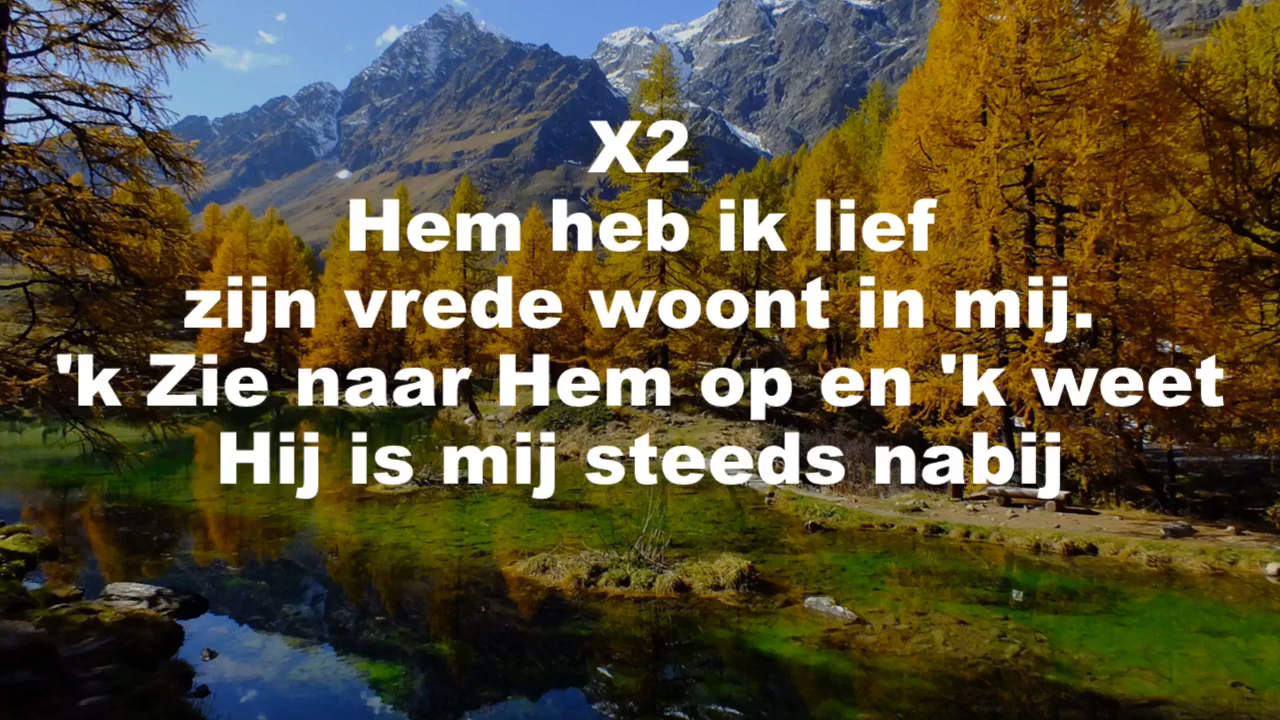 X2
Hem heb ik lief
zijn vrede woont in mij.
'k Zie naar Hem op en 'k weet
Hij is mij steeds nabij